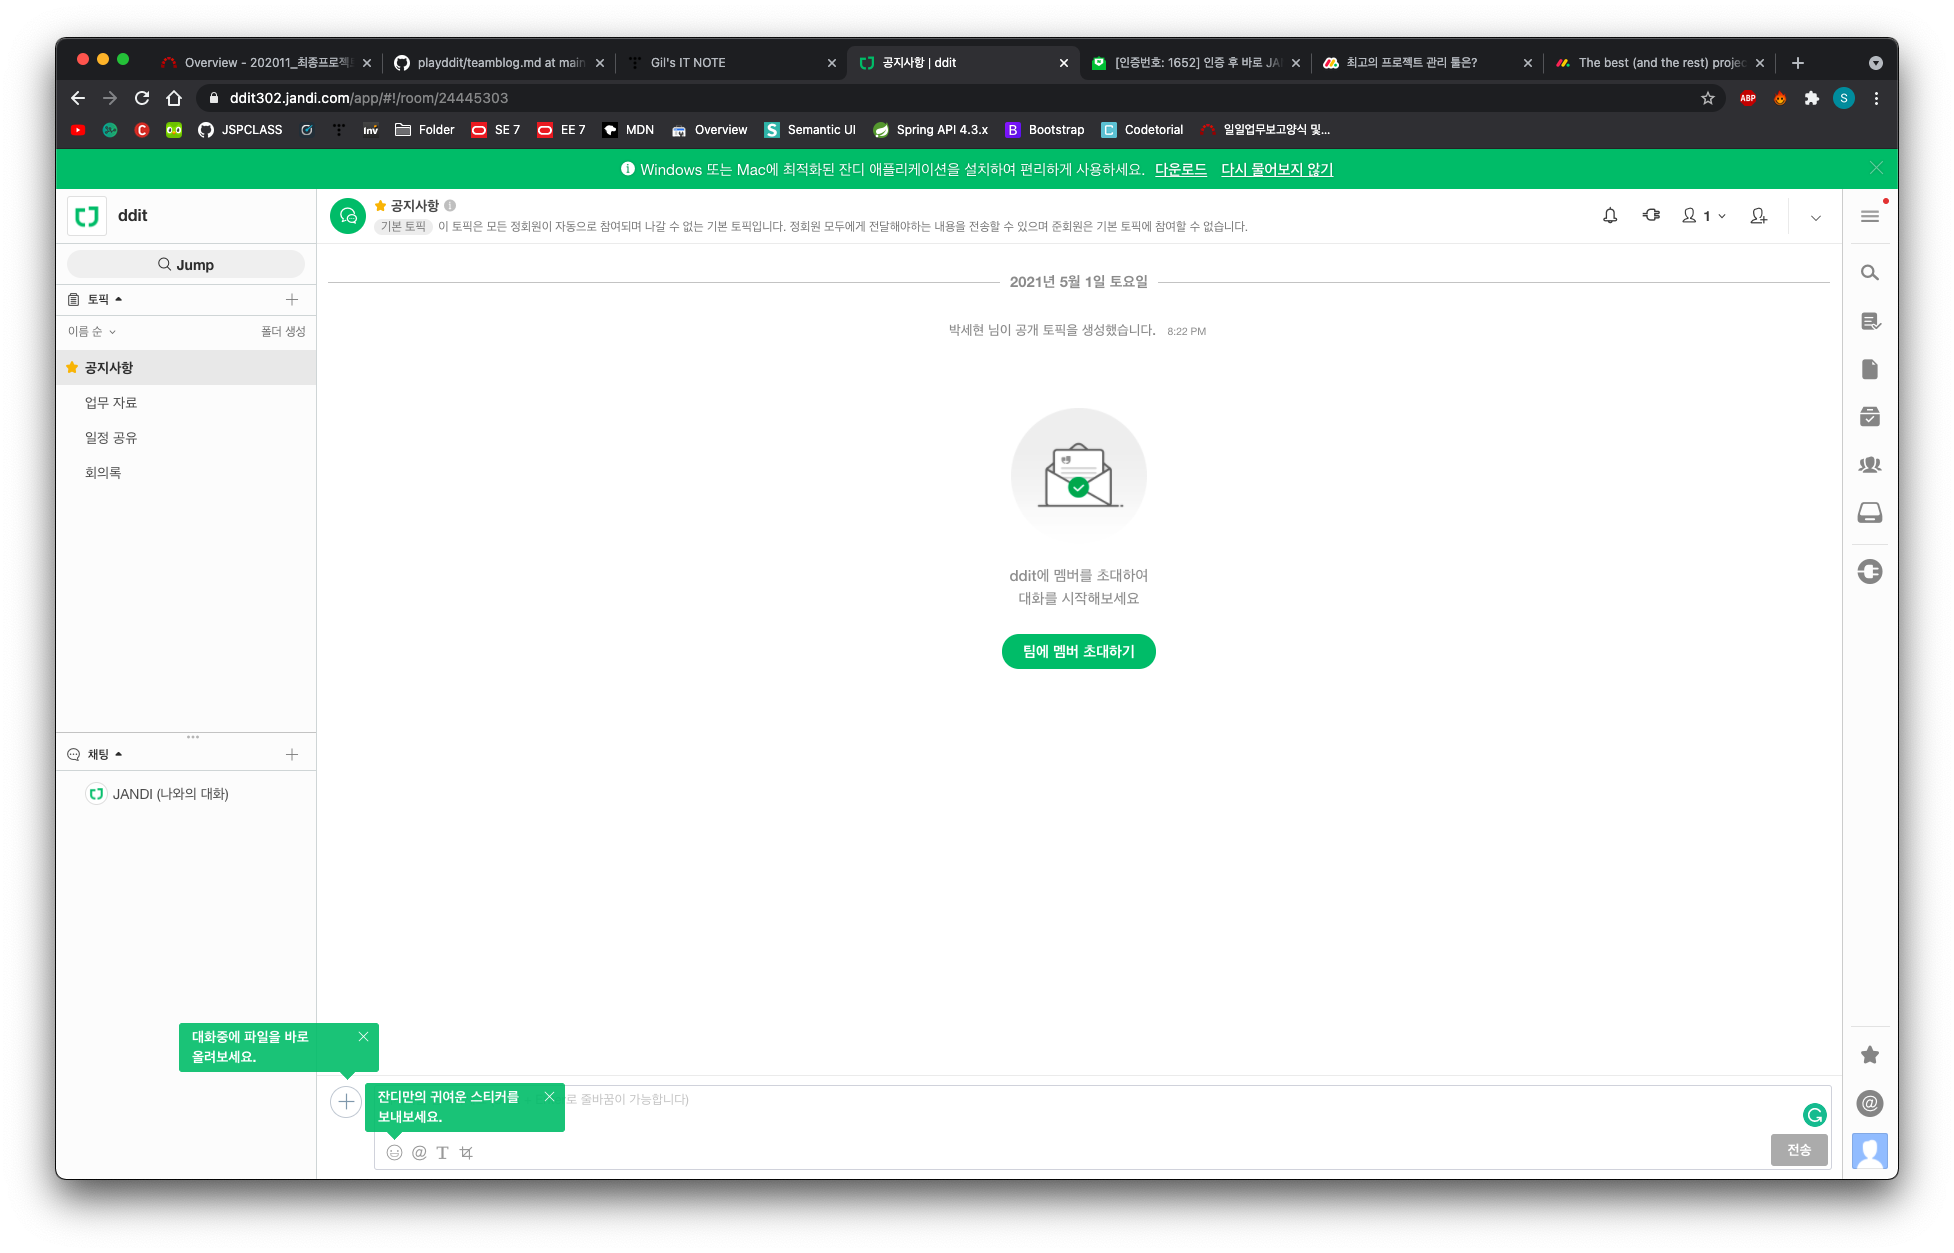 Overview - 202011_최종프로젝트
playddit/teamblog.md at main
Gil's IT NOTE
공지사항 | ddit
[인증번호: 1652] 인증 후 바로 JA
최고의 프로젝트 관리 툴은?
The best (and the rest) projec
ddit302.jandi.com/app/#!/room/24445303
ABP
S
JSPCLASS
inv
Folder
SE 7
EE 7
MDN
Overview
S Semantic UI
Spring API 4.3.x
B Bootstrap
C Codetorial
일일업무보고양식 및...
Windows 또는 Mac에 최적화된 잔디 애플리케이션을 설치하여 편리하게 사용하세요. 다운로드 다시 물어보지 않기
ddit
Jump
토픽
이름 순
폴더 생성
공지사항
업무 자료
일정 공유
회의록
채팅
JANDI (나와의 대화)
공지사항
기본 토픽 이 토픽은 모든 정회원이 자동으로 참여되며 나갈 수 없는 기본 토픽입니다. 정회원 모두에게 전달해야하는 내용을 전송할 수 있으며 준회원은 기본 토픽에 참여할 수 없습니다.
1
2021년 5월 1일 토요일
박세현 님이 공개 토픽을 생성했습니다. 8:22 PM
ddit에 멤버를 초대하여
대화를 시작해보세요
팀에 멤버 초대하기
대화중에 파일을 바로
올려보세요.
잔디만의 귀여운 스티커를
보내보세요.
로 줄바꿈이 가능합니다)
@ T
전송
@